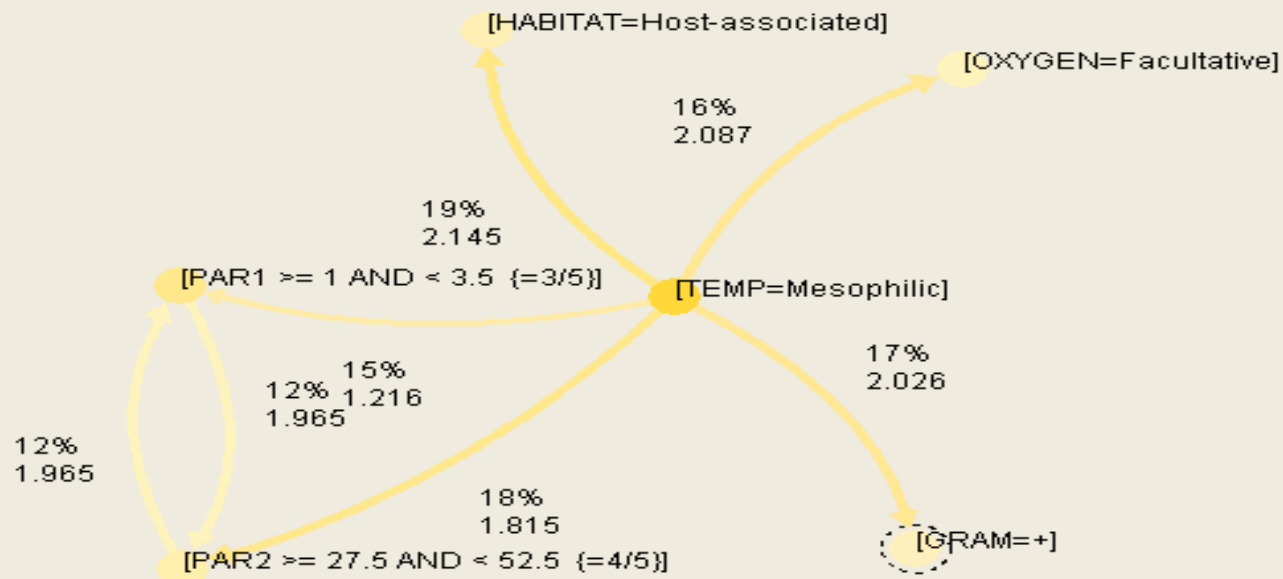 [HABITAT=Host-associated]
[OXYGEN=Facultative]
16%
2.087
19%
2.145
[PAR1 >= 1 AND < 3.5 {=3/5}]
[TEMP=Mesophilic]
17%
2.026
15%
1.216
12%
1.965
12%
1.965
18%
1.815
[GRAM=+]
[PAR2 >= 27.5 AND < 52.5 {=4/5}]